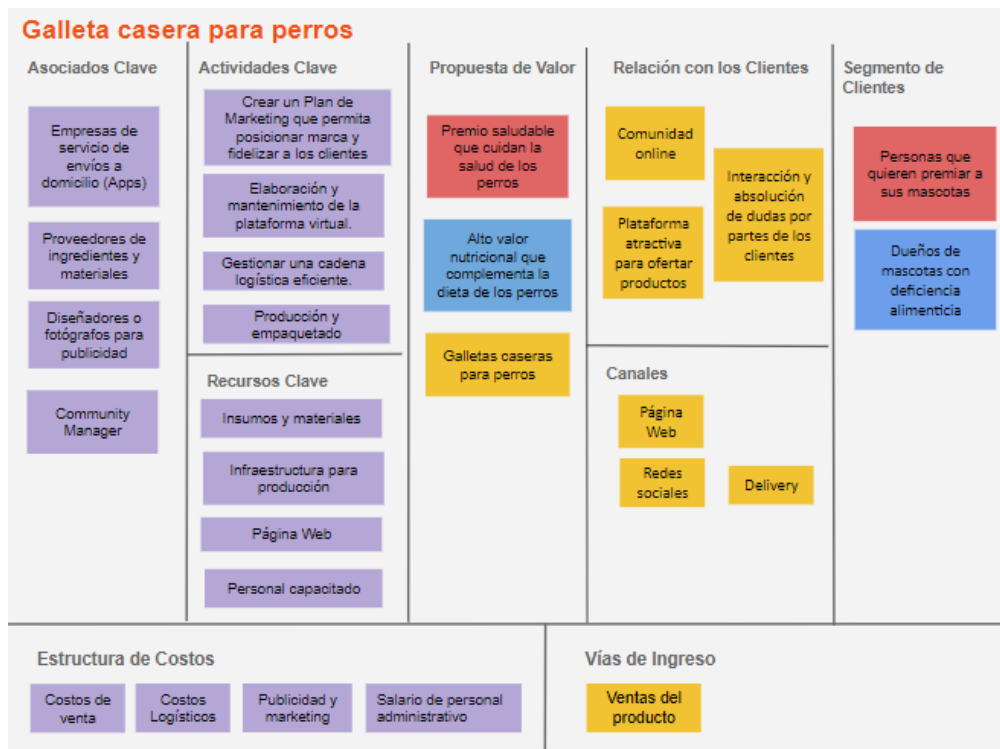 Galleta casera para perros
Asociados Clave
Empresas de
servicio de
envíos a
domicilio (Apps)
Proveedores de
ingredientes y
materiales
Diseñadores o
fotógrafos para
publicidad
Community
Manager
Actividades Clave
Crear un Plan de
Marketing que permita
posicionar marca y
fidelizar a los clientes
Elaboración y
mantenimiento de la
plataforma virtual.
Gestionar una cadena
logística eficiente.
Producción y
empaquetado
Recursos Clave
Insumos y materiales
Infraestructura para
producción
Página Web
Personal capacitado
Propuesta de Valor
Premio saludable
que cuidan la
salud de los
perros
Alto valor
nutricional que
complementa la
dieta de los perros
Galletas caseras
para perros
Relación con los Clientes
Comunidad
online
Interacción y
absolución
de dudas por
partes de los
clientes
Plataforma
atractiva
para ofertar
productos
Canales
Página
Web
Redes
sociales
Delivery
Segmento de
Clientes
Personas que
quieren premiar a
sus mascotas
Dueños de
mascotas con
deficiencia
alimenticia
Estructura de Costos
Costos de
venta
Costos
Logísticos
Publicidad y
marketing
Salario de personal
administrativo
Vías de Ingreso
Ventas del
producto